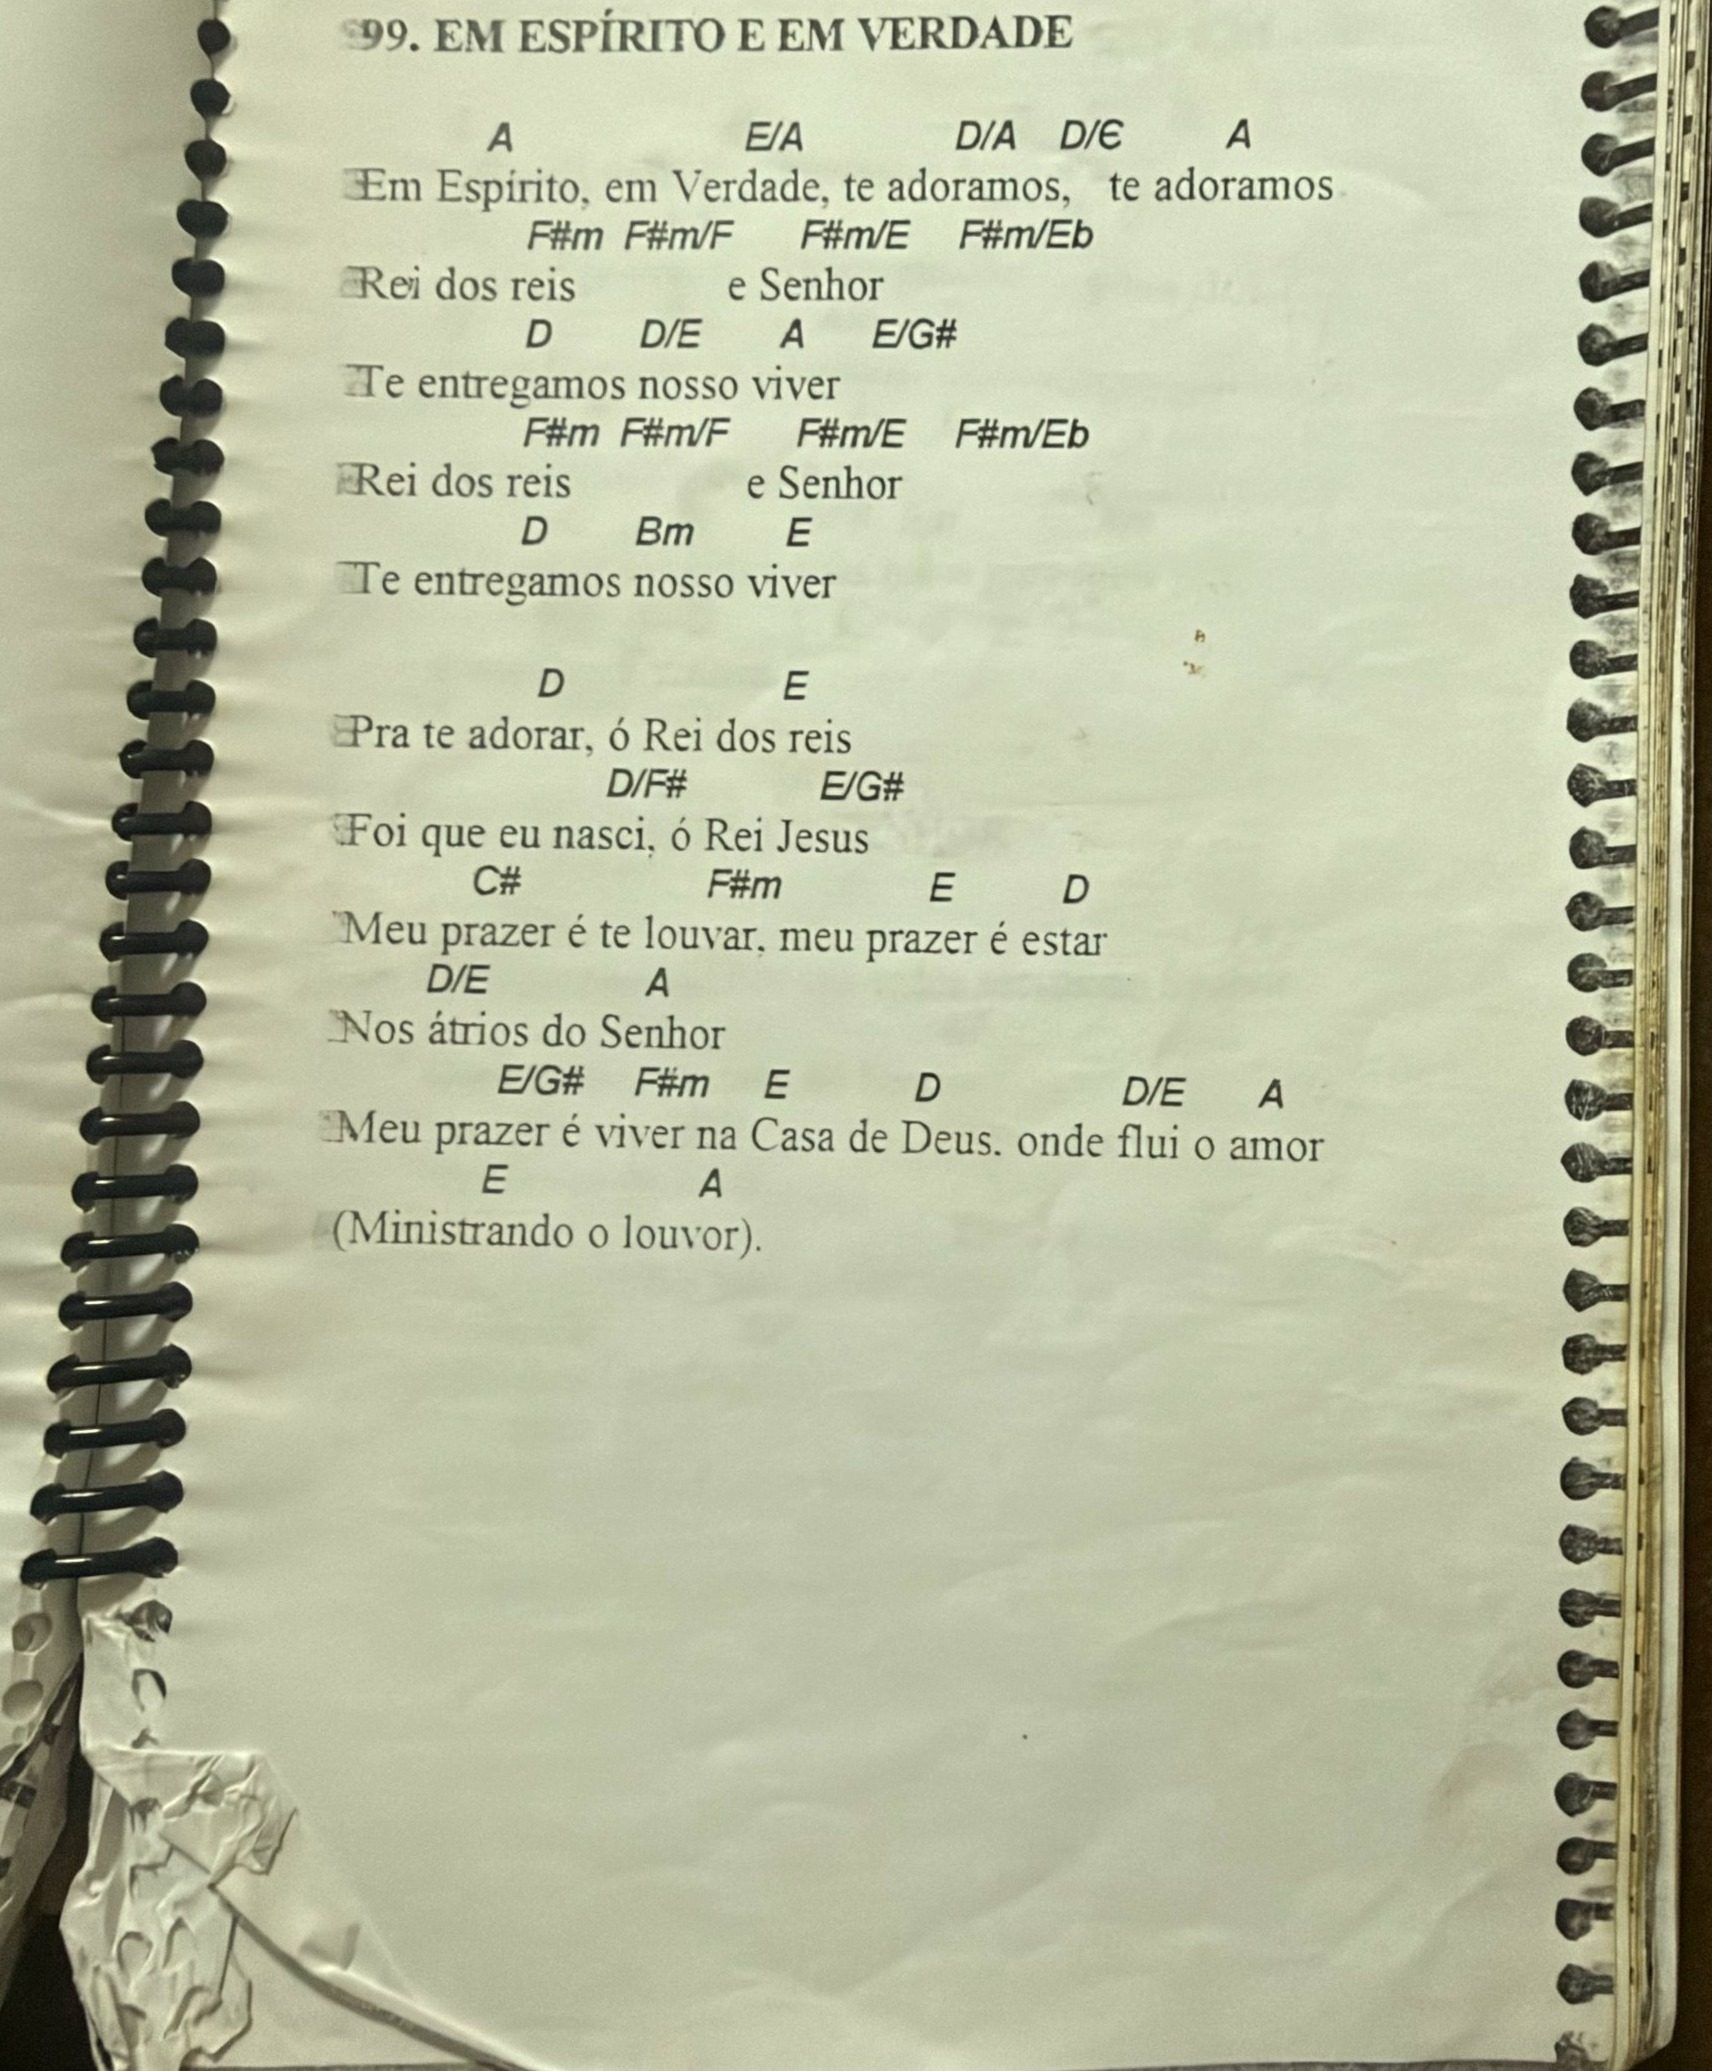 99. EM ESPÍRITO E EM VERDADE
A E/A D/A D/E A
Em Espírito, em Verdade, te adoramos, te adoramos
F#m F#m/F F#m/E F#m/Eb
Rei dos reis e Senhor
D D/E A E/G#
Te entregamos nosso viver
F#m F#m/F F#m/E F#m/Eb
Rei dos reis e Senhor
D Bm E
Te entregamos nosso viver
D E
Pra te adorar, ó Rei dos reis
D/F# E/G#
Foi que eu nasci, ó Rei Jesus
C# F#m E D
Meu prazer é te louvar, meu prazer é estar
D/E A
Nos átrios do Senhor
E/G# F#m E D D/E A
Meu prazer é viver na Casa de Deus. onde flui o amor
E A
(Ministrando o louvor).